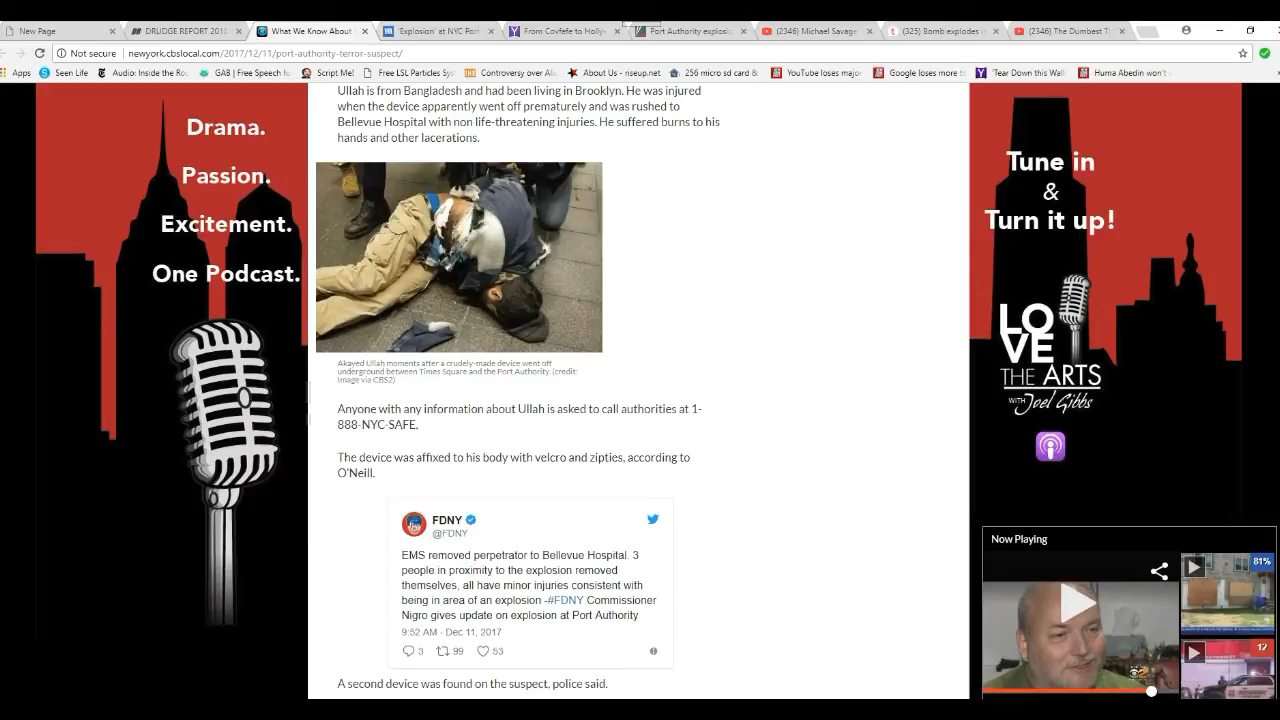 New Page
DRUDGE REPORT 2018
What We Know About
'Explosion' at NYC Port
From Covfefe to Hollyw
Port Authority explosi
(2346) Michael Savage
(325) Bomb explodes i
(2346) The Dumbest T
Not secure
newyork.cbslocal.com/2017/12/11/port-authority-terror-suspect/
Apps
Seen Life
Audio: Inside the Ro
GAB | Free Speech fo
Script Me!
Free LSL Particles Sys
Controversy over Ali
About Us - riseup.net
256 micro sd card &
YouTube loses major
Google loses more to
'Tear Down this Wal
Huma Abedin won't
Drama.
Passion.
Excitement.
One Podcast.
Ullah is from Bangladesh and had been living in Brooklyn. He was injured
when the device apparently went off prematurely and was rushed to
Bellevue Hospital with non life-threatening injuries. He suffered burns to his
hands and other lacerations.
Akayed Ullah moments after a crudely-made device went off
underground between Times Square and the Port Authority. (credit:
Image via CBS2)
Anyone with any information about Ullah is asked to call authorities at 1-
888-NYC-SAFE.
The device was affixed to his body with velcro and zipties, according to
O'Neill.
FDNY
@FDNY
EMS removed perpetrator to Bellevue Hospital. 3
people in proximity to the explosion removed
themselves, all have minor injuries consistent with
being in area of an explosion -#FDNY Commissioner
Nigro gives update on explosion at Port Authority
9:52 AM - Dec 11, 2017
3 99 53
A second device was found on the suspect, police said.
Tune in
&
Turn it up!
LO
VE
THE ARTS
WITH Joel Gibbs
Now Playing
81%
12